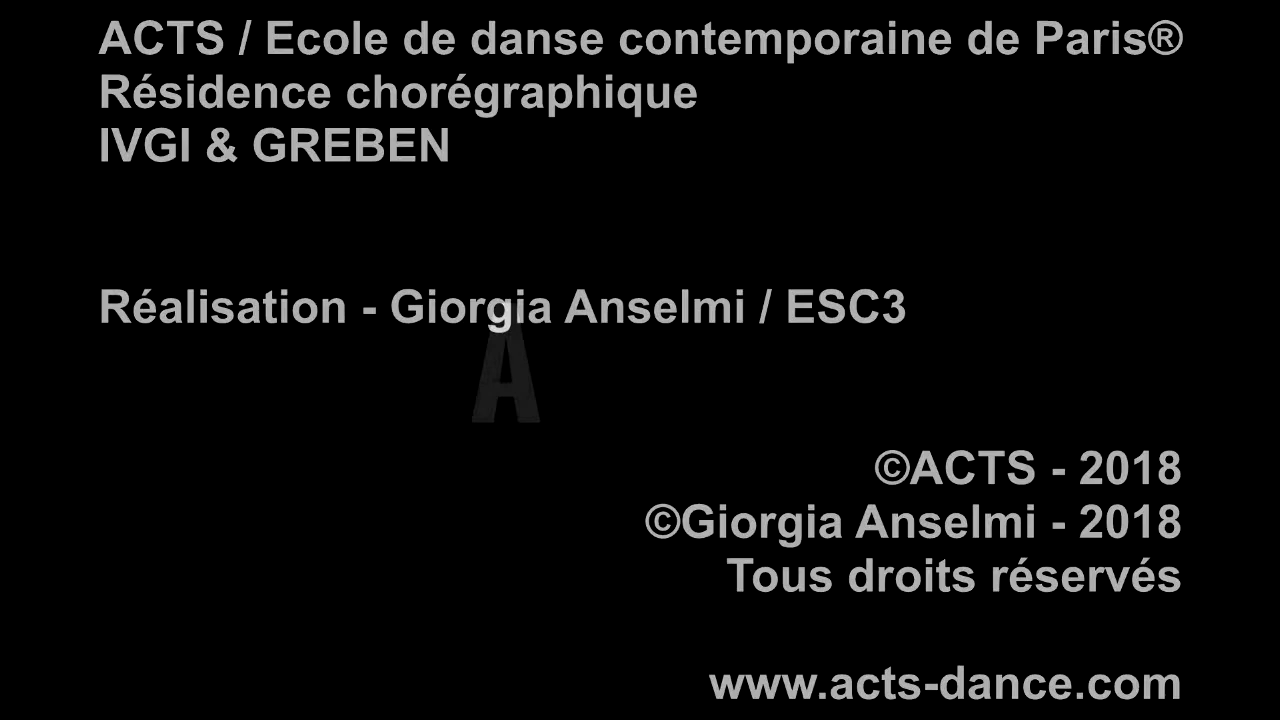 ACTS / Ecole de danse contemporaine de Paris®
Résidence chorégraphique
IVGI & GREBEN
Réalisation - Giorgia Anselmi / ESC3
A
©ACTS - 2018
©Giorgia Anselmi - 2018
Tous droits réservés
www.acts-dance.com